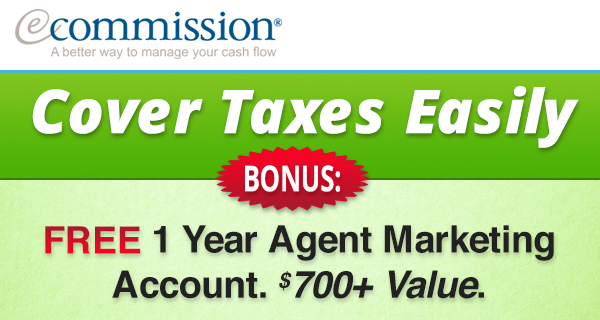 ecommission®
A better way to manage your cash flow
Cover Taxes Easily
BONUS:
FREE 1 Year Agent Marketing
Account. $700+ Value.